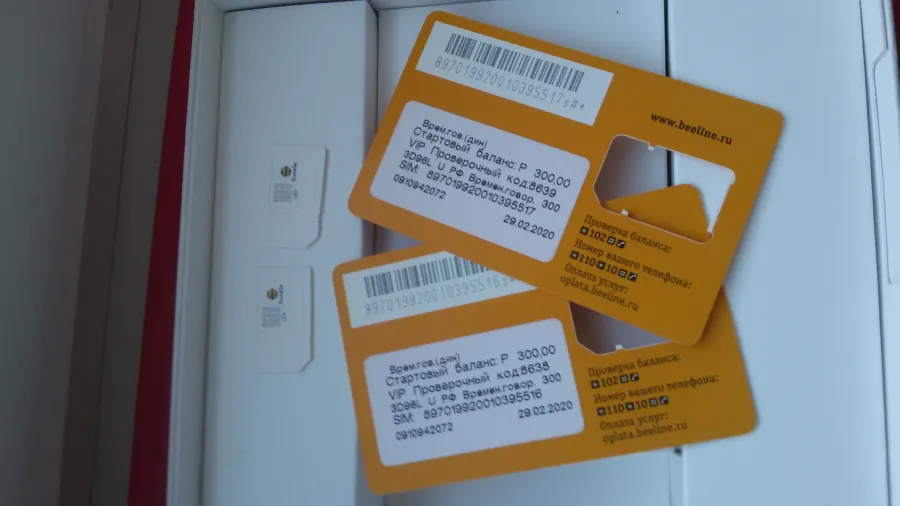 897019920010395517s#*
www.beeline.ru
Врем.гов.(дин)
Стартовый баланс: Р 300,00
VIP Проверочный код:8639
3D96L U РФ Времен.говор. 300
SIM: 897019920010395517
0910942072
29.02.2020
Проверка баланса:
*102#
Номер вашего телефона:
*110*10#
Оплата услуг:
oplata.beeline.ru
897019920010395516s
Врем.гов.(дин)
Стартовый баланс: Р 300,00
VIP Проверочный код:8638
3D96L U РФ Времен.говор. 300
SIM: 897019920010395516
0910942072
29.02.2020
Проверка баланса:
*102#
Номер вашего телефона:
*110*10#
Оплата услуг:
oplata.beeline.ru